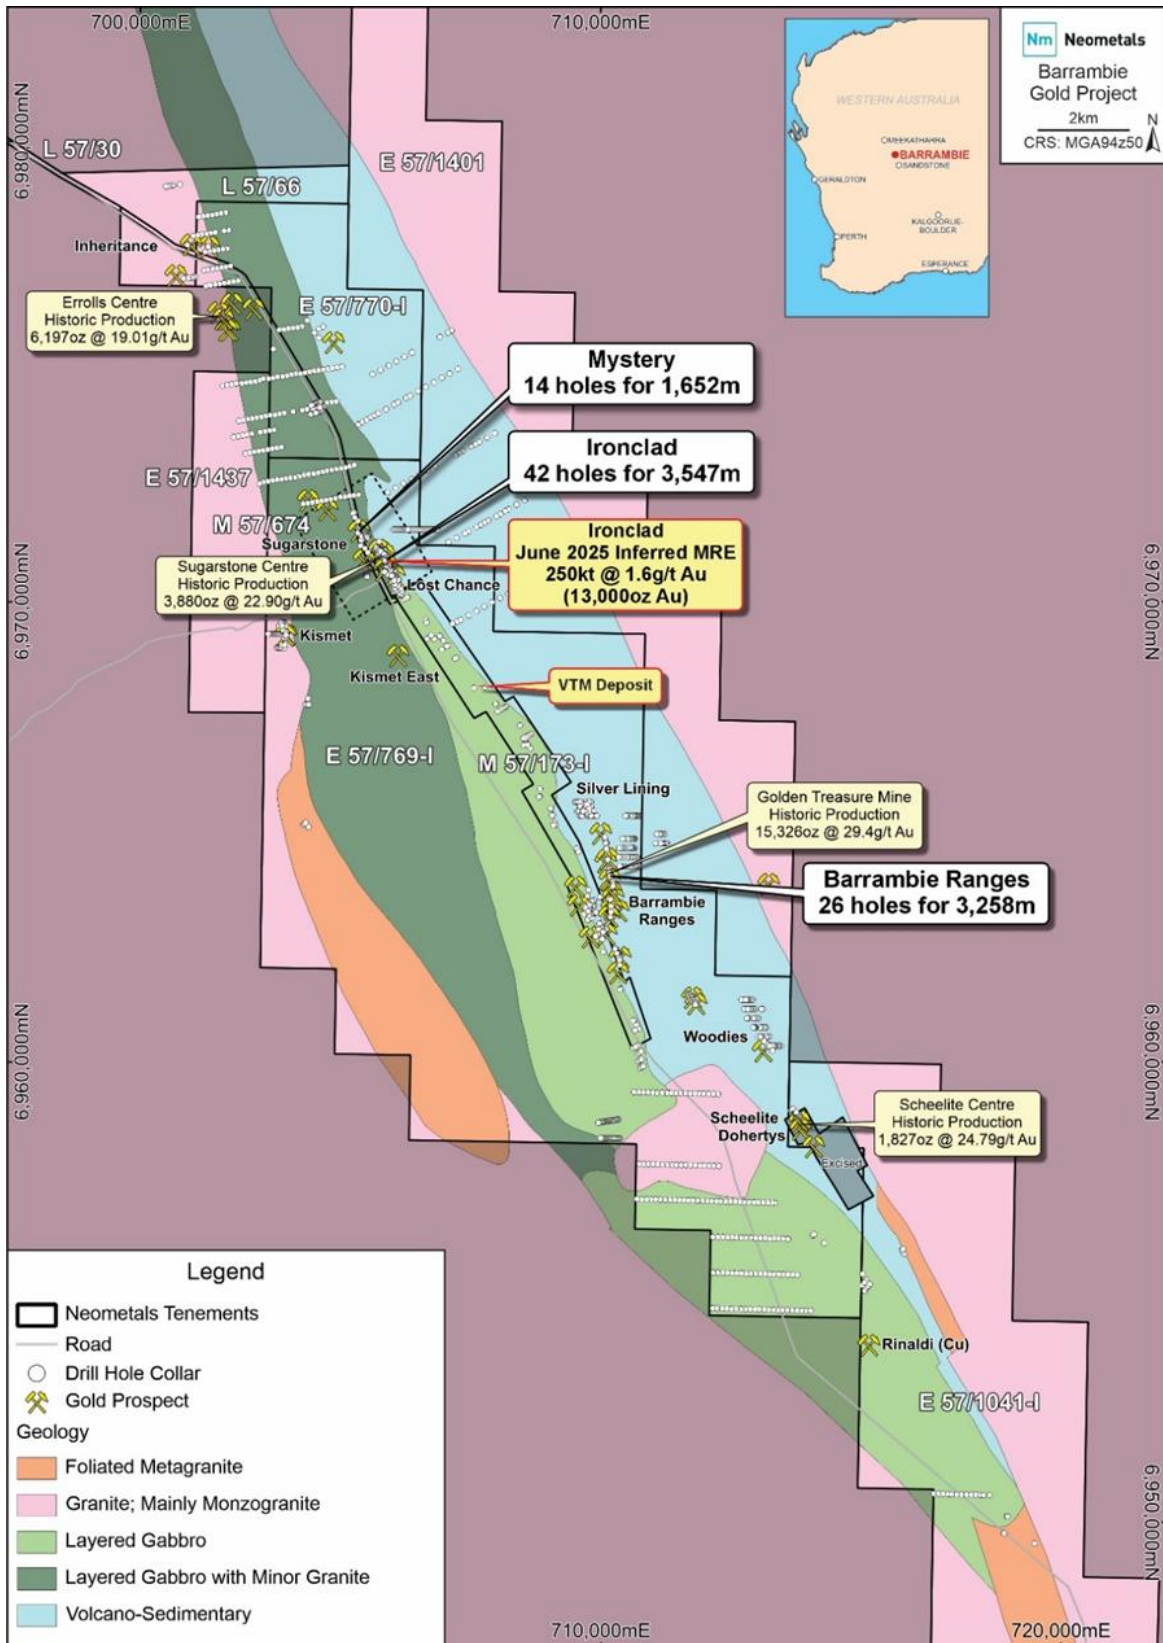 700,000mE
710,000mE
Nm Neometals
Barrambie
Gold Project
2km
N
CRS: MGA94z50
WESTERN AUSTRALIA
MEEKATHARRA
BARRAMBIE
SANDSTONE
GERALDTON
KALGOORLIE-
BOULDER
PERTH
ESPERANCE
6,980,000mN
L 57/30
L 57/66
E 57/1401
Inheritance
Errolls Centre
Historic Production
6,197oz @ 19.01g/t Au
E 57/770-I
Mystery
14 holes for 1,652m
Ironclad
42 holes for 3,547m
E 57/1437
M 57/674
Sugarstone
Ironclad
June 2025 Inferred MRE
250kt @ 1.6g/t Au
(13,000oz Au)
Sugarstone Centre
Historic Production
3,880oz @ 22.90g/t Au
Lost Chance
6,970,000mN
6,970,000mN
Kismet
Kismet East
VTM Deposit
E 57/769-I
M 57/173-I
Silver Lining
Golden Treasure Mine
Historic Production
15,326oz @ 29.4g/t Au
Barrambie Ranges
26 holes for 3,258m
Barrambie
Ranges
Woodies
6,960,000mN
6,960,000mN
Scheelite
Dohertys
Scheelite Centre
Historic Production
1,827oz @ 24.79g/t Au
Excised
Rinaldi (Cu)
E 57/1041-I
6,950,000mN
Legend
Neometals Tenements
Road
Drill Hole Collar
Gold Prospect
Geology
Foliated Metagranite
Granite; Mainly Monzogranite
Layered Gabbro
Layered Gabbro with Minor Granite
Volcano-Sedimentary
710,000mE
720,000mE